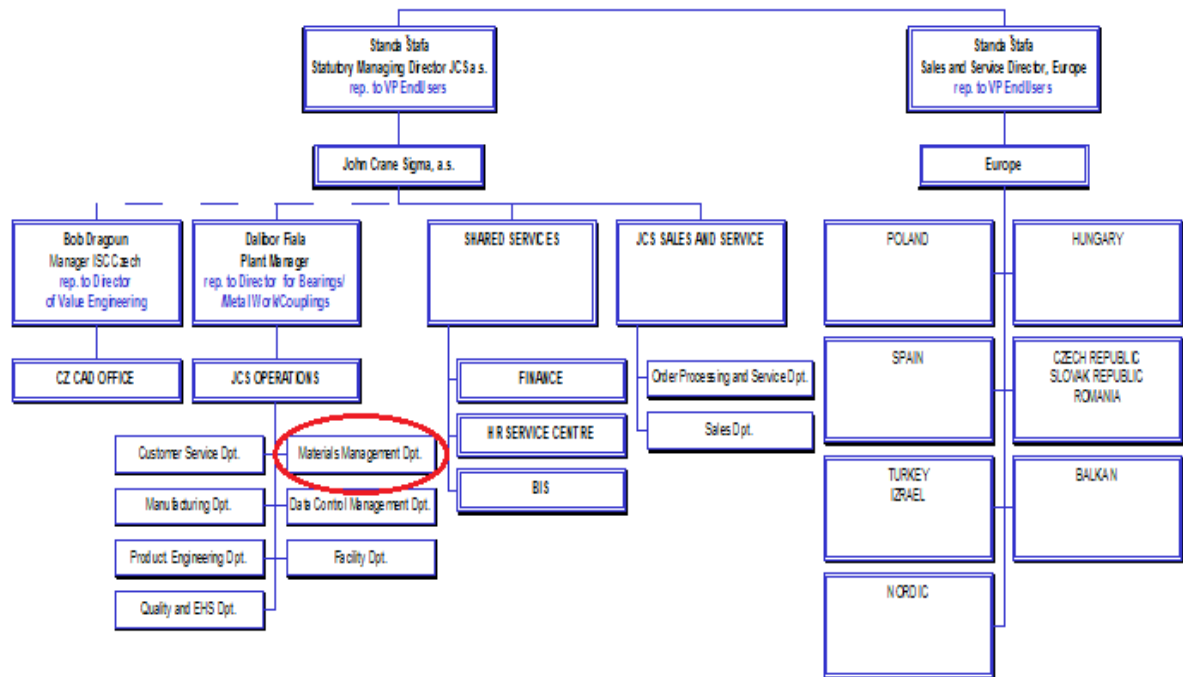 Standa Štafa
Statutory Managing Director JCS a.s.
rep. to VP EndUsers
Standa Štafa
Sales and Service Director, Europe
rep. to VP EndUsers
John Crane Sigma, a.s.
Europe
Bob Dragoun
Manager ISC Czech
rep. to Director
of Value Engineering
Dalibor Fiala
Plant Manager
rep. to Director for Bearings/
/Metal Work/Couplings
SHARED SERVICES
JCS SALES AND SERVICE
POLAND
HUNGARY
CZ CAD OFFICE
JCS OPERATIONS
FINANCE
Order Processing and Service Dpt.
SPAIN
CZECH REPUBLIC
SLOVAK REPUBLIC
ROMANIA
Customer Service Dpt.
Materials Management Dpt.
HR SERVICE CENTRE
Sales Dpt.
Manufacturing Dpt.
Data Control Management Dpt.
BIS
TURKEY
IZRAEL
BALKAN
Product Engineering Dpt.
Facility Dpt.
Quality and EHS Dpt.
NORDIC